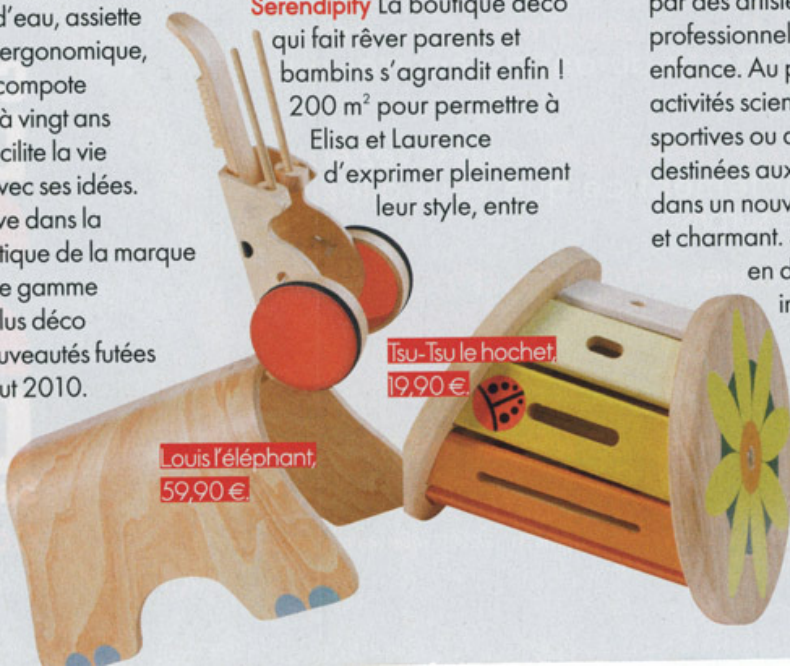 d'eau, assiette
ergonomique,
compote
à vingt ans
cilite la vie
vec ses idées.
ve dans la
tique de la marque
e gamme
lus déco
uveautés futées
ut 2010.
Serendipity La boutique déco
qui fait rêver parents et
bambins s'agrandit enfin !
200 m² pour permettre à
Elisa et Laurence
d'exprimer pleinement
leur style, entre
par des artiste
professionnel
enfance. Au p
activités scien
sportives ou c
destinées aux
dans un nouv
et charmant.
en d
in
Tsu-Tsu le hochet,
19,90 €.
Louis l'éléphant,
59,90 €.